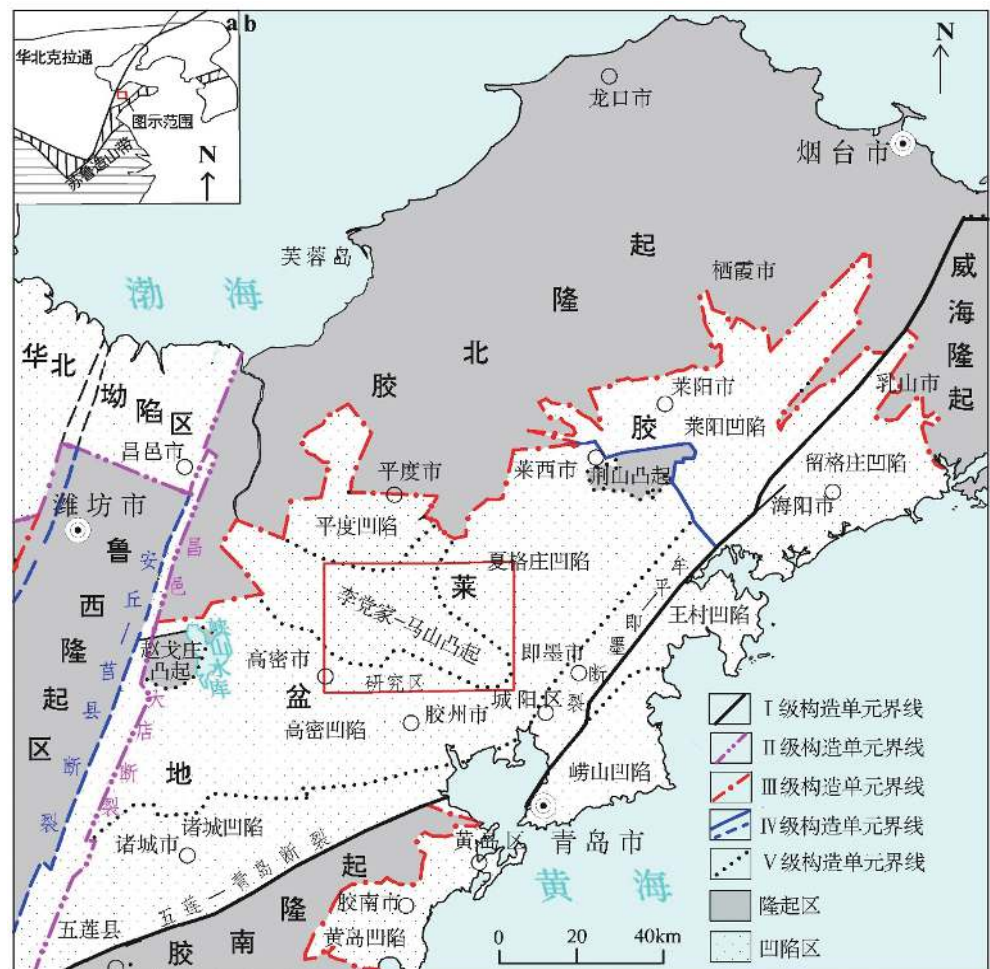 a b
华北克拉通
图示范围
苏鲁造山带
N
N
龙口市
烟台市
芙蓉岛
渤海
栖霞市
胶北隆起
威海隆起
华北坳陷区
莱阳市
乳山市
莱阳凹陷
昌邑市
平度市
莱西市
荆山凸起
留格庄凹陷
海阳市
潍坊市
平度凹陷
夏格庄凹陷
鲁西隆起区
安丘—莒县断裂
昌邑—大店断裂
李党家-马山凸起
研究区
即墨—牟平断裂
王村凹陷
赵戈庄凸起
峡山水库
高密市
即墨市
城阳区
胶州市
高密凹陷
胶莱盆地
崂山凹陷
诸城凹陷
诸城市
五莲—青岛断裂
黄岛区
青岛市
黄海
胶南市
黄岛凹陷
胶南隆起
五莲县
I级构造单元界线
II级构造单元界线
III级构造单元界线
IV级构造单元界线
V级构造单元界线
隆起区
凹陷区
0 20 40km